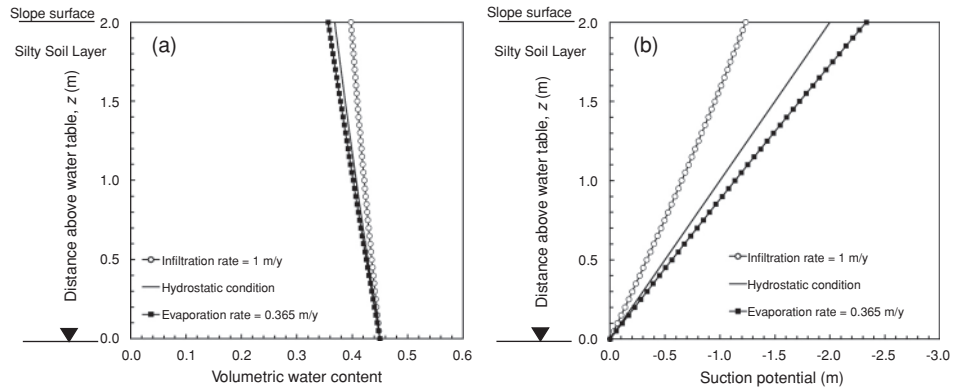 Slope surface
Silty Soil Layer
Distance above water table, z (m)
2.0
1.5
1.0
0.5
0.0
(a)
Infiltration rate = 1 m/y
Hydrostatic condition
Evaporation rate = 0.365 m/y
0.0 0.1 0.2 0.3 0.4 0.5 0.6
Volumetric water content
Slope surface
Silty Soil Layer
Distance above water table, z (m)
2.0
1.5
1.0
0.5
0.0
(b)
Infiltration rate = 1 m/y
Hydrostatic condition
Evaporation rate = 0.365 m/y
0.0 -0.5 -1.0 -1.5 -2.0 -2.5 -3.0
Suction potential (m)